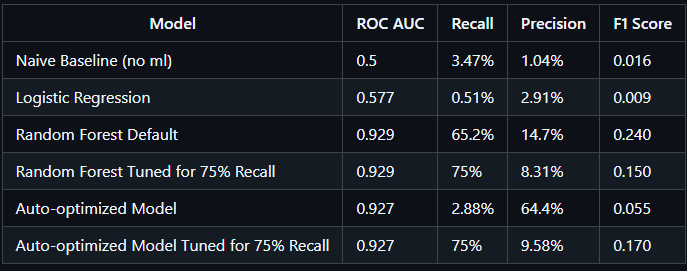 Model ROC AUC Recall Precision F1 Score
Naive Baseline (no ml) 0.5 3.47% 1.04% 0.016
Logistic Regression 0.577 0.51% 2.91% 0.009
Random Forest Default 0.929 65.2% 14.7% 0.240
Random Forest Tuned for 75% Recall 0.929 75% 8.31% 0.150
Auto-optimized Model 0.927 2.88% 64.4% 0.055
Auto-optimized Model Tuned for 75% Recall 0.927 75% 9.58% 0.170